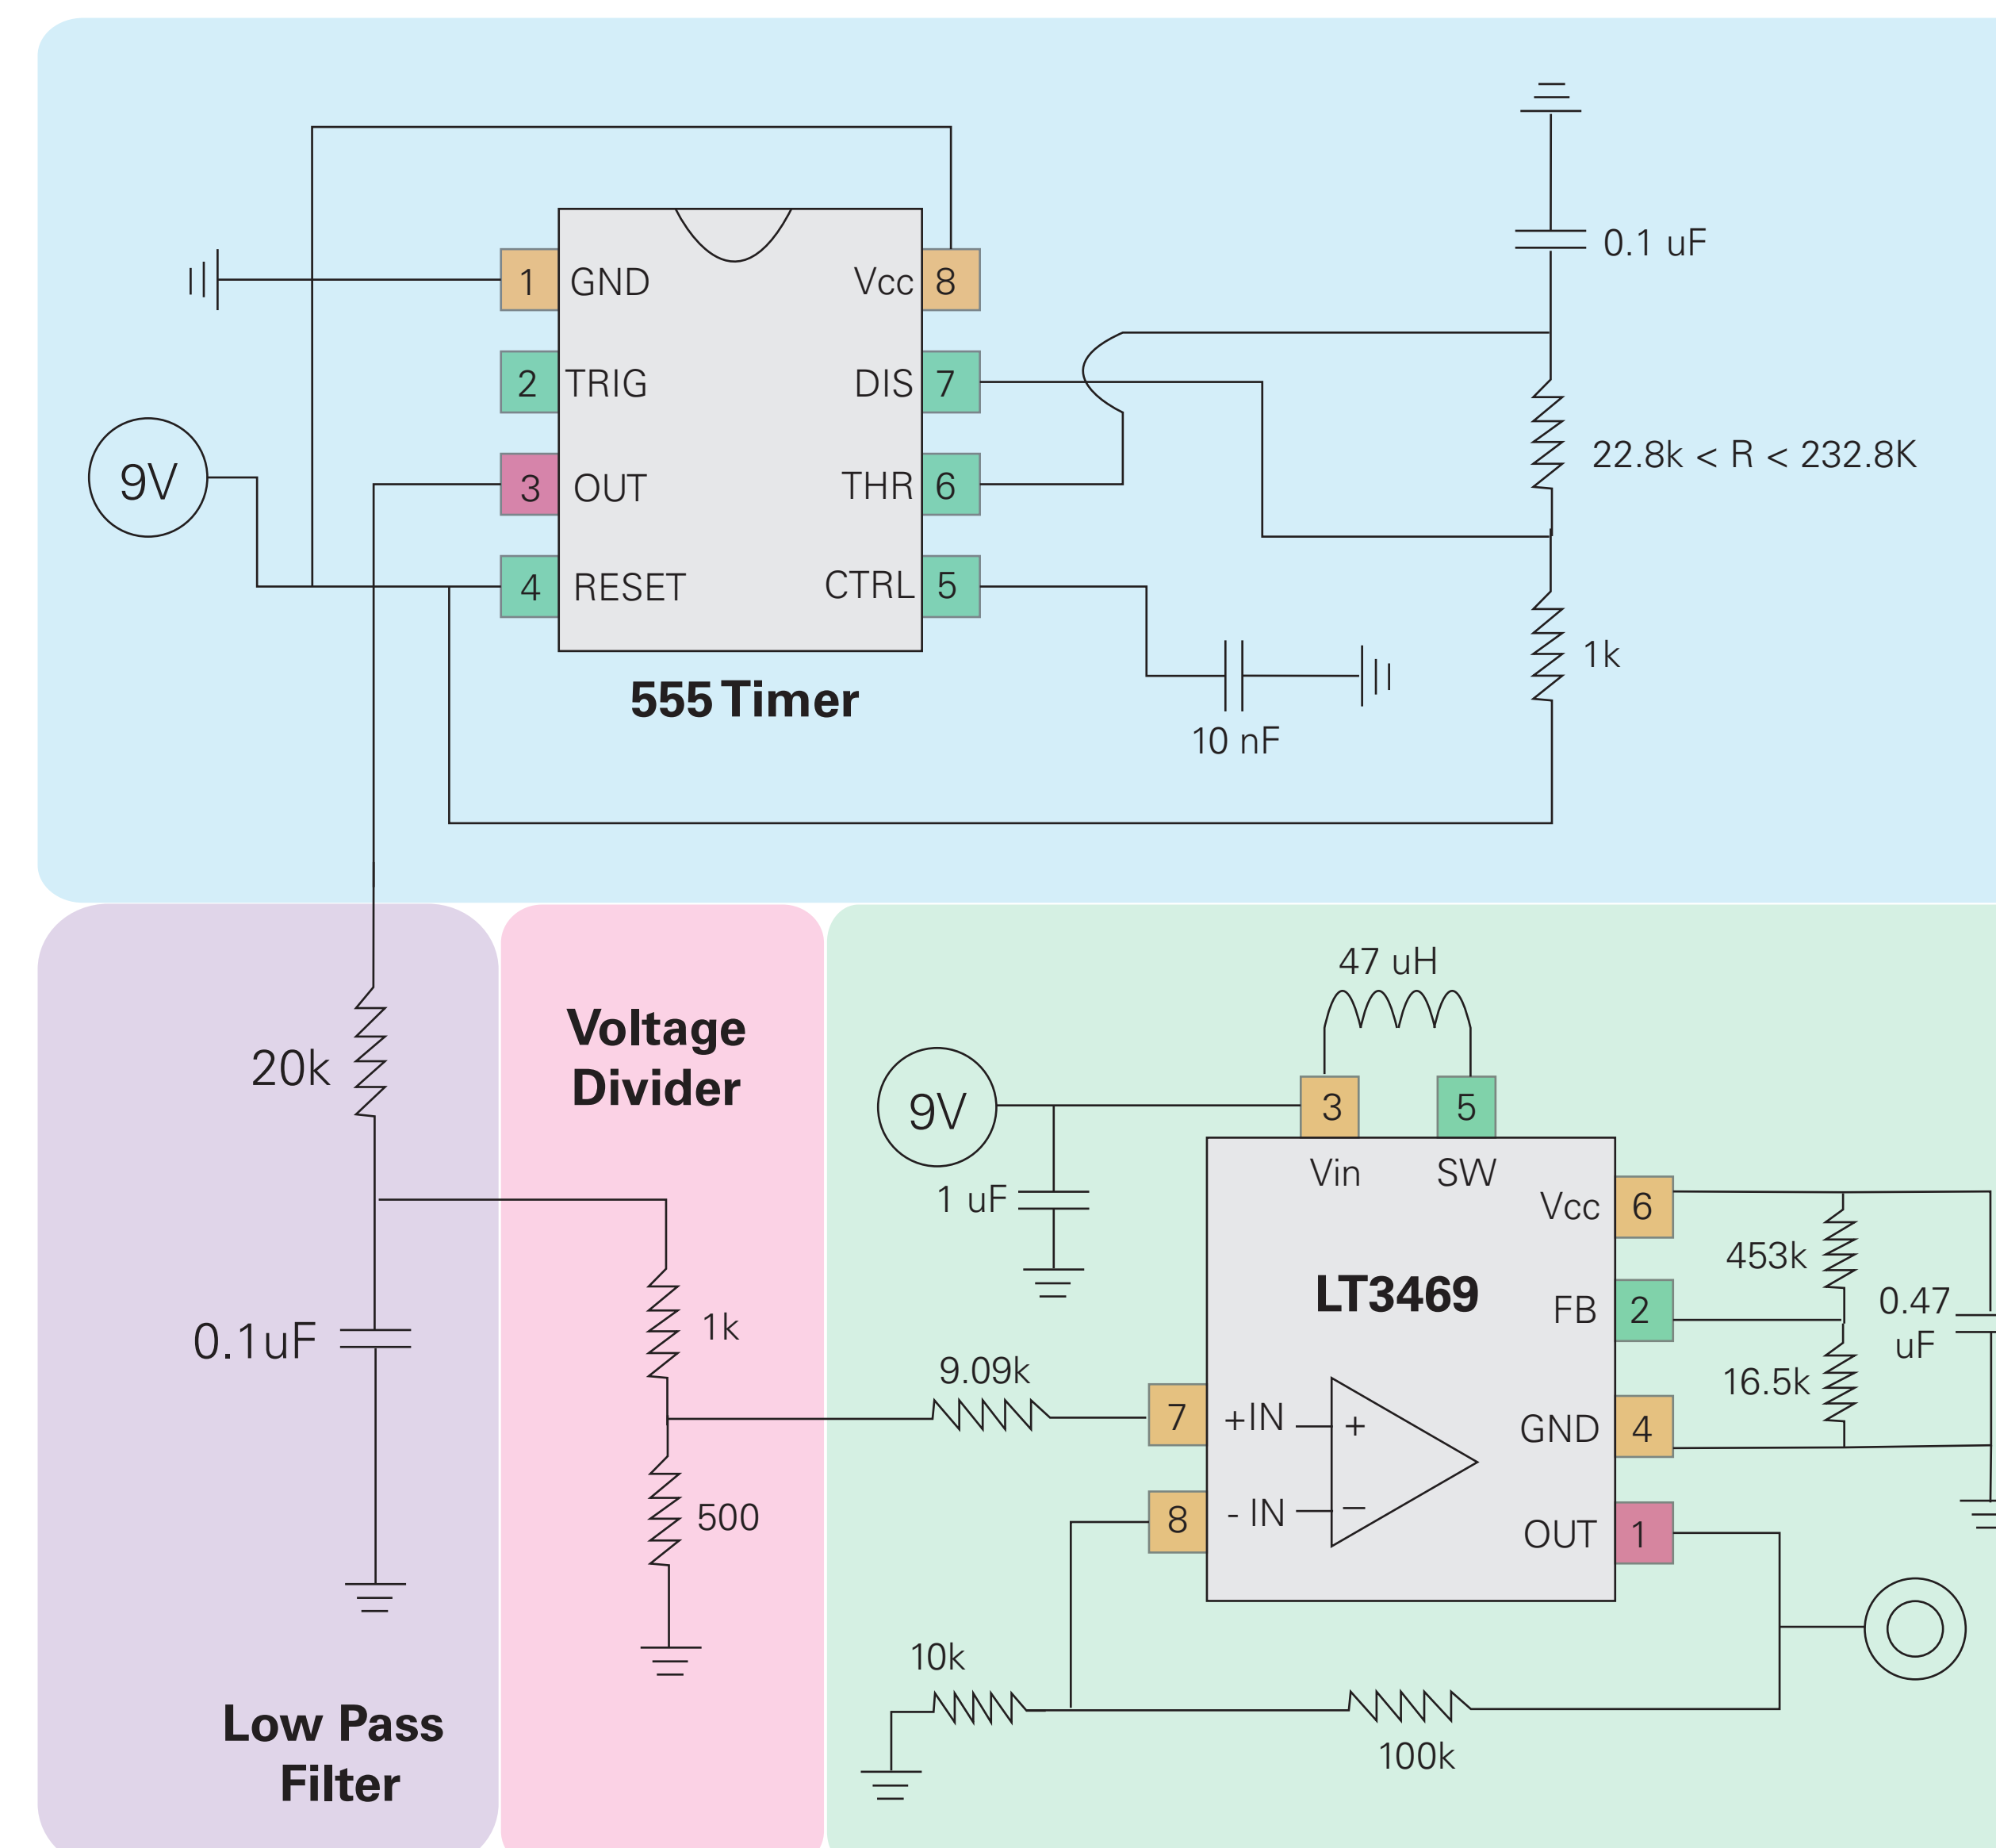 0.1 uF
1 GND
Vcc 8
2 TRIG
DIS 7
22.8k < R < 232.8K
9V
3 OUT
THR 6
4 RESET
CTRL 5
1k
555 Timer
10 nF
47 uH
Voltage
Divider
20k
9V
3
5
Vin
SW
1 uF
Vcc 6
453k
LT3469
FB 2
0.47
uF
0.1uF
1k
9.09k
16.5k
7 +IN
+
GND 4
500
8 - IN
–
OUT 1
10k
Low Pass
Filter
100k